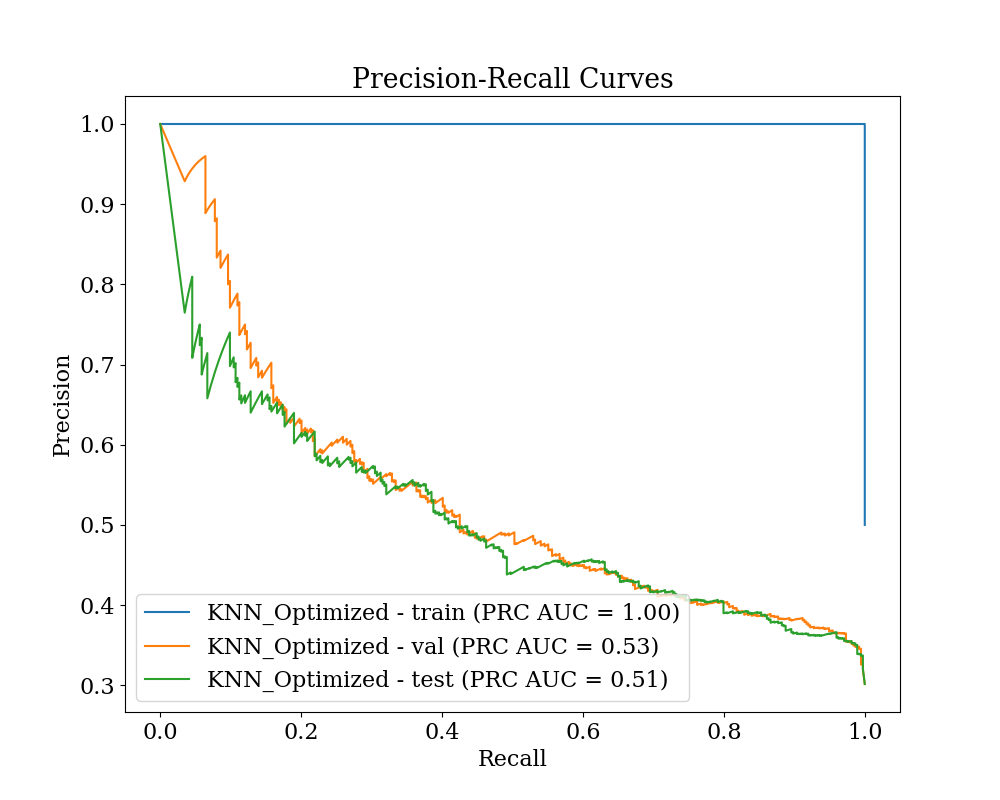 Precision-Recall Curves
1.0
0.9
0.8
0.7
0.6
0.5
0.4
0.3
Precision
KNN_Optimized - train (PRC AUC = 1.00)
KNN_Optimized - val (PRC AUC = 0.53)
KNN_Optimized - test (PRC AUC = 0.51)
0.0 0.2 0.4 0.6 0.8 1.0
Recall